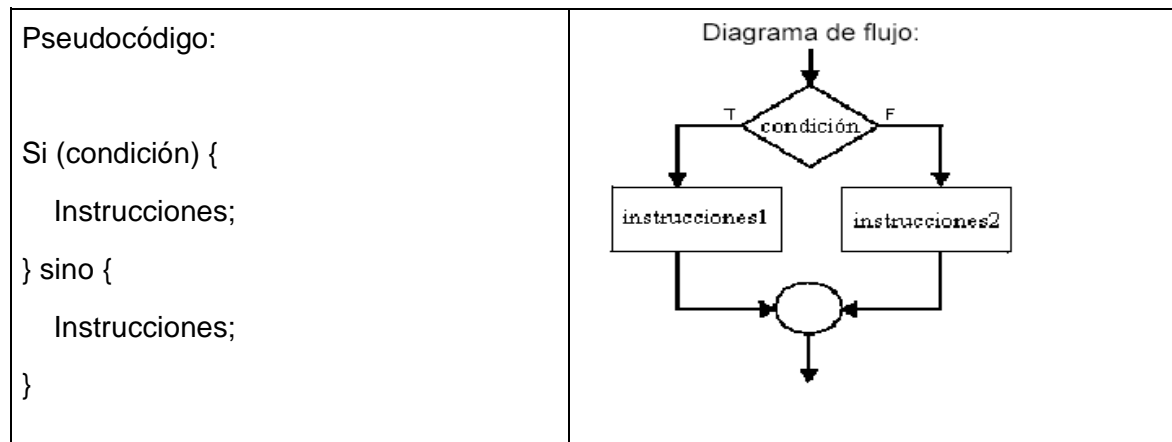 Pseudocódigo:
Si (condición) {
Instrucciones;
} sino {
Instrucciones;
}
Diagrama de flujo:
T
F
condición
instrucciones1
instrucciones2